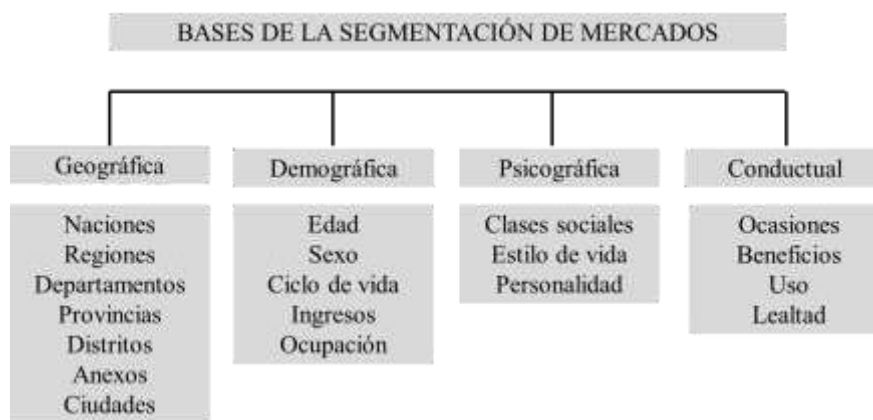 BASES DE LA SEGMENTACIÓN DE MERCADOS
Geográfica
Naciones
Regiones
Departamentos
Provincias
Distritos
Anexos
Ciudades
Demográfica
Edad
Sexo
Ciclo de vida
Ingresos
Ocupación
Psicográfica
Clases sociales
Estilo de vida
Personalidad
Conductual
Ocasiones
Beneficios
Uso
Lealtad